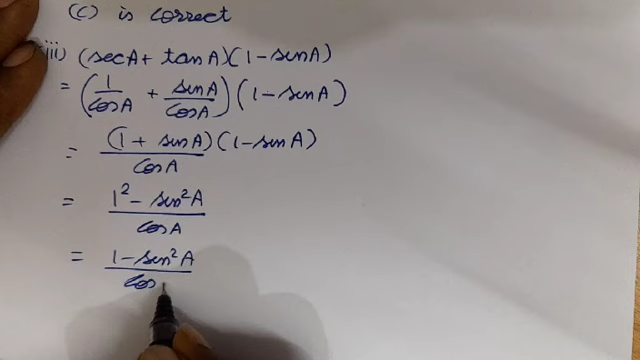 (C) is correct
iii) (secA + tanA)(1 - sinA)
= (1/cosA + sinA/cosA)(1 - sinA)
= (1 + sinA)(1 - sinA)/cosA
= 1² - sin²A/cosA
= 1 - sin²A/cos